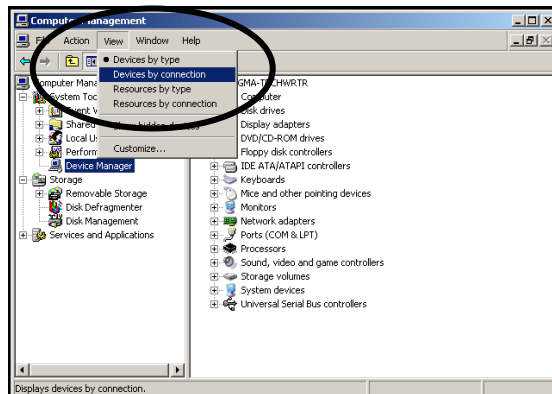 Computer Management
File Action View Window Help
Devices by type
Devices by connection
Resources by type
Resources by connection
Customize...
Computer Mana
System Too
Event V
Shared
Local U
Perform
Device Manager
Storage
Removable Storage
Disk Defragmenter
Disk Management
Services and Applications
GMA-TECHWRTR
Computer
Disk drives
Display adapters
DVD/CD-ROM drives
Floppy disk controllers
IDE ATA/ATAPI controllers
Keyboards
Mice and other pointing devices
Monitors
Network adapters
Ports (COM & LPT)
Processors
Sound, video and game controllers
Storage volumes
System devices
Universal Serial Bus controllers
Displays devices by connection.